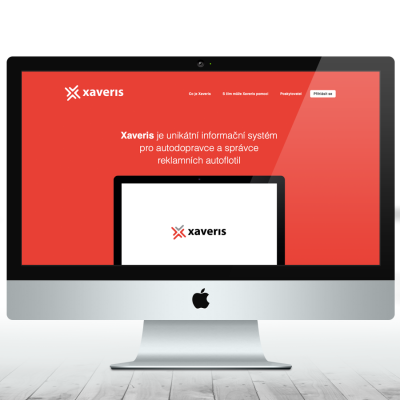 xaveris
Co je Xaveris S čím může Xaveris pomoci Poskytovatel Přihlásit se
Xaveris je unikátní informační systém
pro autodopravce a správce
reklamních autoflotil
xaveris